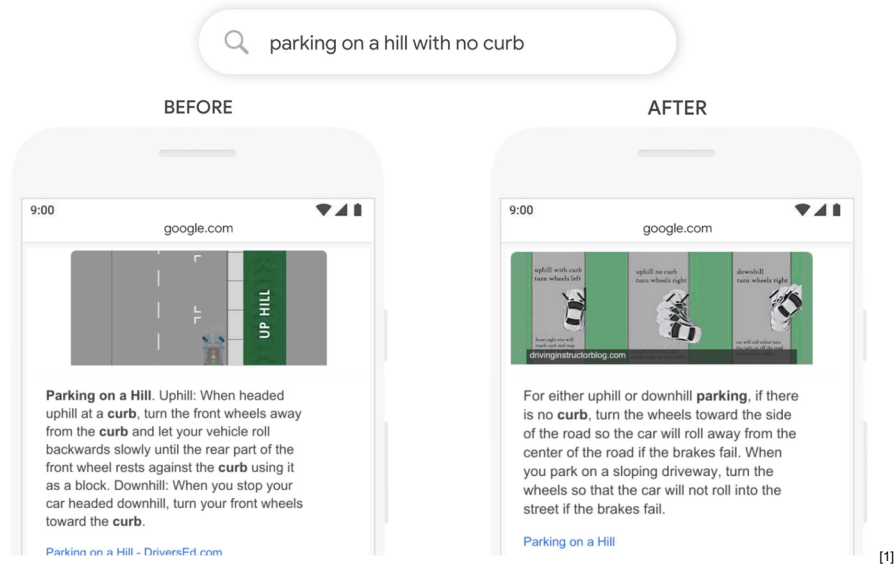 parking on a hill with no curb
BEFORE
9:00
google.com
UP HILL
Parking on a Hill. Uphill: When headed
uphill at a curb, turn the front wheels away
from the curb and let your vehicle roll
backwards slowly until the rear part of the
front wheel rests against the curb using it
as a block. Downhill: When you stop your
car headed downhill, turn your front wheels
toward the curb.
Parking on a Hill - DriversEd.com
AFTER
9:00
google.com
uphill with curb
turn wheels left
uphill no curb
turn wheels right
downhill
turn wheels right
drivinginstructorblog.com
For either uphill or downhill parking, if there
is no curb, turn the wheels toward the side
of the road so the car will roll away from the
center of the road if the brakes fail. When
you park on a sloping driveway, turn the
wheels so that the car will not roll into the
street if the brakes fail.
Parking on a Hill
[1]